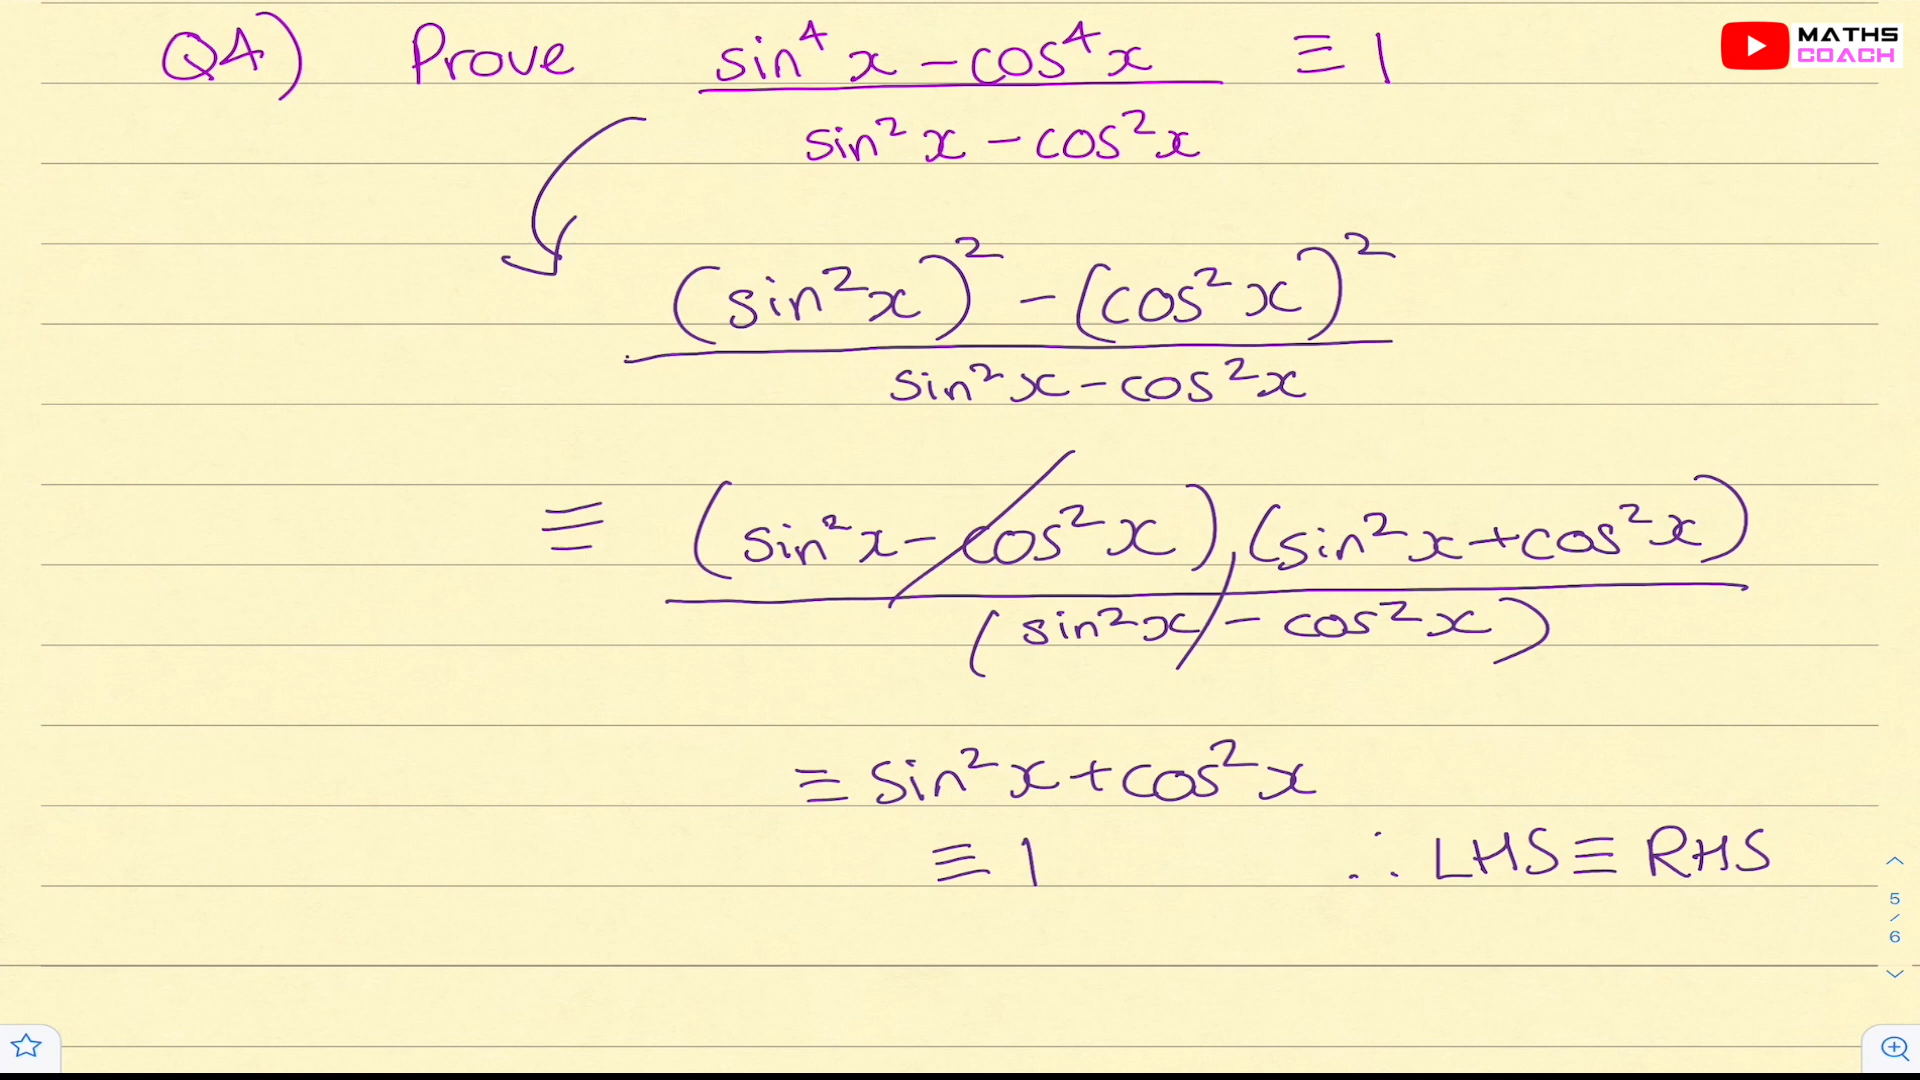 Q4) Prove sin⁴x - cos⁴x ≡ 1
sin²x - cos²x
MATHS
COACH
(sin²x)² - (cos²x)²
sin²x - cos²x
≡ (sin²x - cos²x)(sin²x + cos²x)
(sin²x - cos²x)
≡ sin²x + cos²x
≡ 1 ∴ LHS ≡ RHS
5
/
6